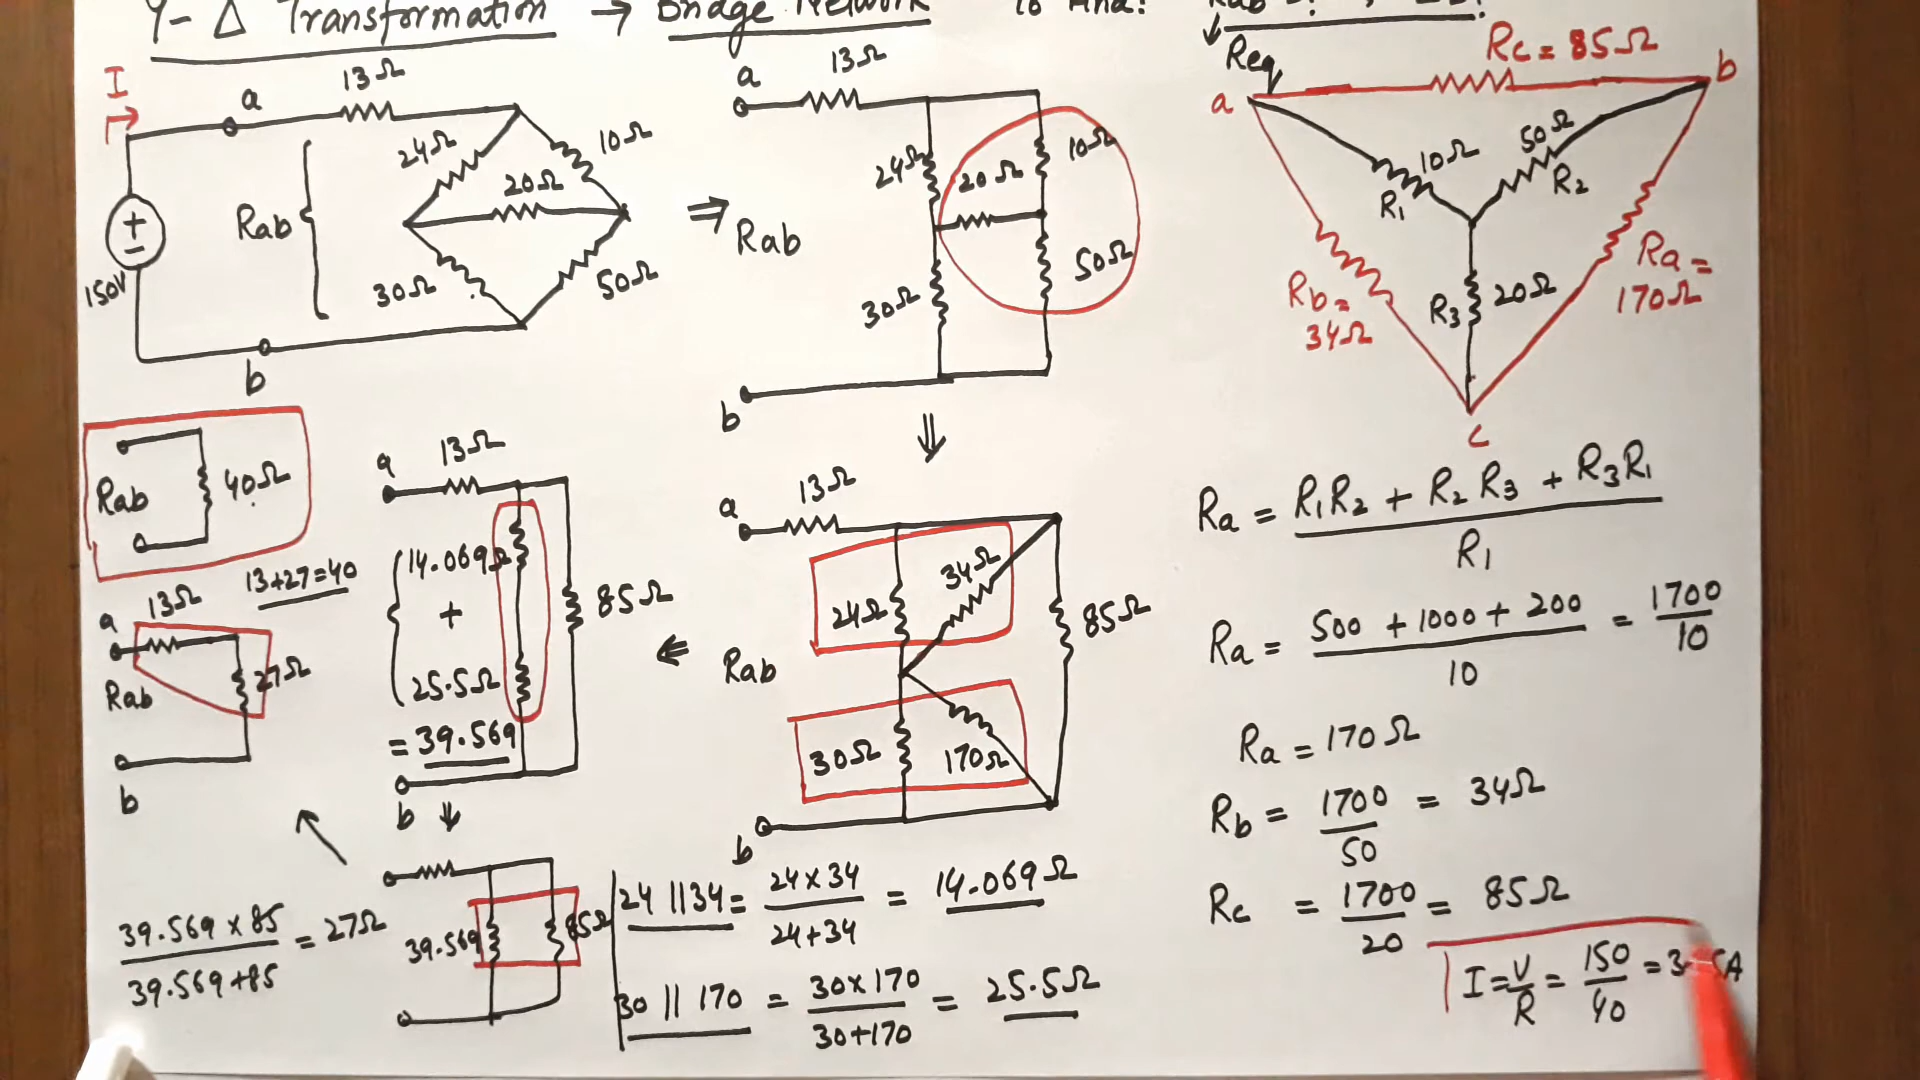 Y- Δ Transformation → Bridge Network
Rab
Req
I
a
13Ω
24Ω
10Ω
20Ω
30Ω
50Ω
Rab
+
-
150V
b
⇒
a
13Ω
24Ω
20Ω
10Ω
Rab
30Ω
50Ω
b
⇓
Rc = 85Ω
a
b
10Ω
R1
50Ω
R2
R3
20Ω
Rb =
34Ω
Ra =
170Ω
c
Ra = R1R2 + R2 R3 + R3R1
R1
Ra = 500 + 1000 + 200 = 1700
10 10
Ra = 170Ω
Rb = 1700 = 34Ω
50
Rc = 1700 = 85Ω
20
I = V = 150 =
R 40
a
13Ω
24Ω
34Ω
85Ω
Rab
30Ω
170Ω
b
⇐
a
13Ω
14.069Ω
+
25.5Ω
= 39.569
85Ω
b
⇓
39.569
85Ω
24 || 34 = 24 x 34 = 14.069Ω
24+34
30 || 170 = 30 x 170 = 25.5Ω
30+170
39.569 x 85 = 27Ω
39.569+85
a
13Ω
Rab
27Ω
b
13+27=40
Rab
40Ω